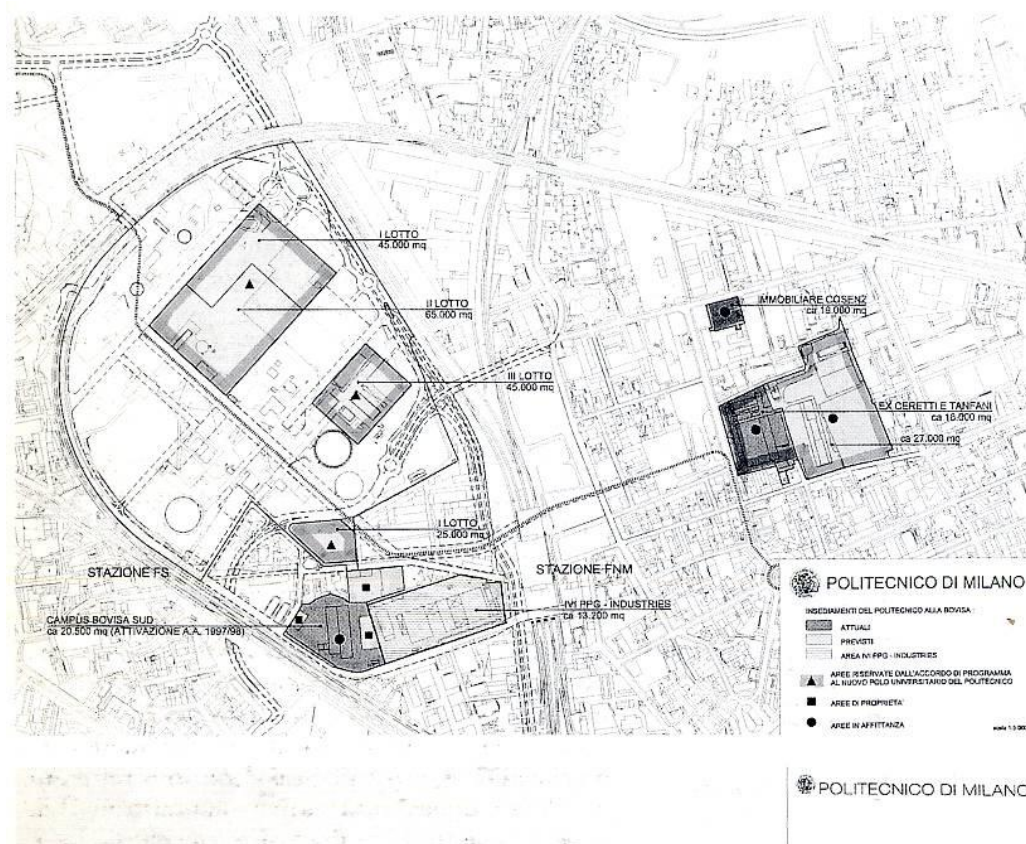 I LOTTO
45.000 mq
II LOTTO
65.000 mq
III LOTTO
45.000 mq
IMMOBILIARE COSENZ
ca 18.000 mq
EX CERETTI E TANFANI
ca 16.000 mq
ca 27.000 mq
I LOTTO
25.000 mq
STAZIONE FS
STAZIONE FNM
IVI PPG - INDUSTRIES
ca 13.200 mq
CAMPUS BOVISA SUD
ca 20.500 mq (ATTIVAZIONE A.A. 1997/98)
POLITECNICO DI MILANO
INSEDIAMENTI DEL POLITECNICO ALLA BOVISA :
ATTUALI
PREVISTI
AREA IVI PPG - INDUSTRIES
AREE RISERVATE DALL'ACCORDO DI PROGRAMMA
AL NUOVO POLO UNIVERSITARIO DEL POLITECNICO
AREE DI PROPRIETA'
AREE IN AFFITTANZA
POLITECNICO DI MILANO